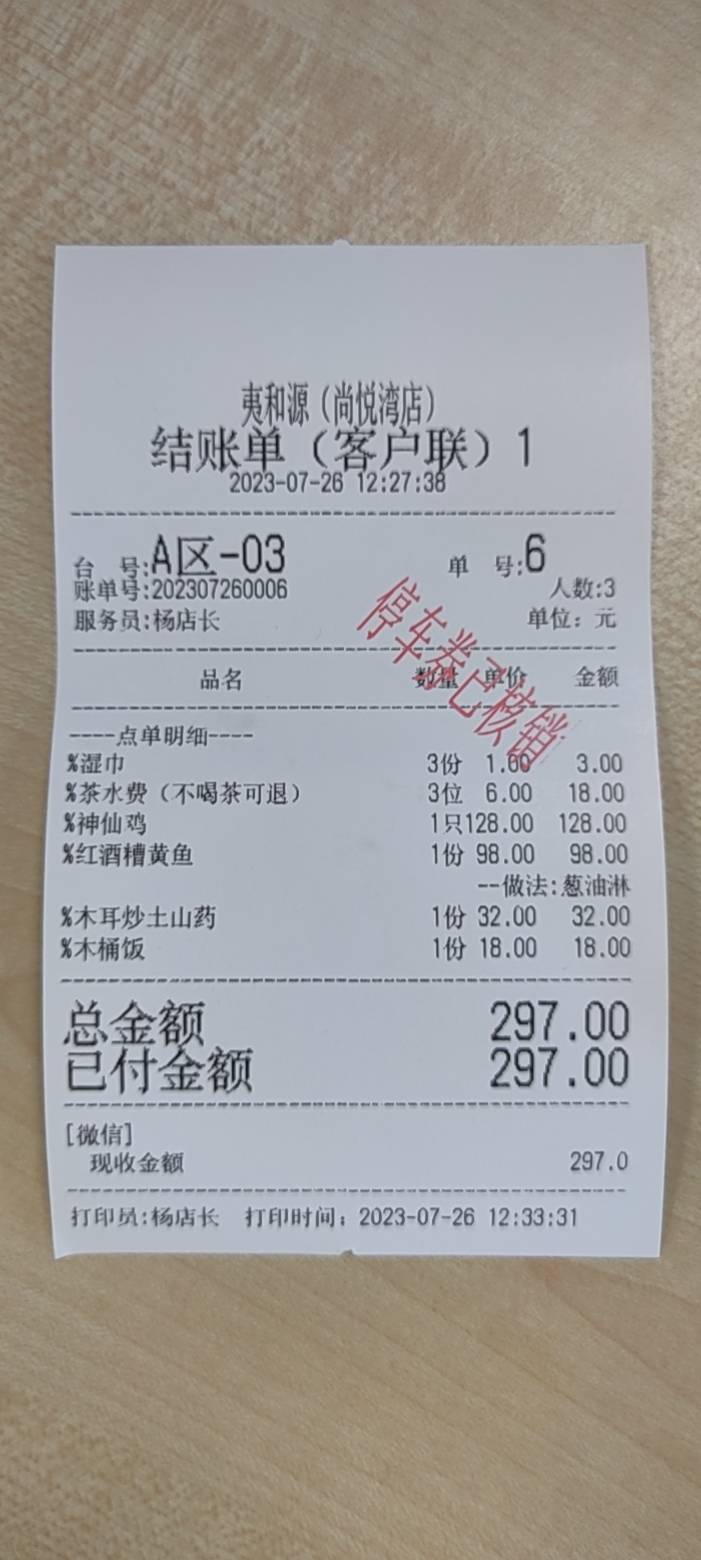 夷和源（尚悦湾店）
结账单（客户联）1
2023-07-26 12:27:38
台 号:A区-03 单 号:6
账单号:202307260006 人数:3
服务员:杨店长 单位：元
停车券已核销
品名 数量 单价 金额
----点单明细----
%湿巾 3份 1.00 3.00
%茶水费（不喝茶可退） 3位 6.00 18.00
%神仙鸡 1只128.00 128.00
%红酒糟黄鱼 1份 98.00 98.00
--做法:葱油淋
%木耳炒土山药 1份 32.00 32.00
%木桶饭 1份 18.00 18.00
总金额 297.00
已付金额 297.00
[微信]
现收金额 297.0
打印员:杨店长 打印时间：2023-07-26 12:33:31